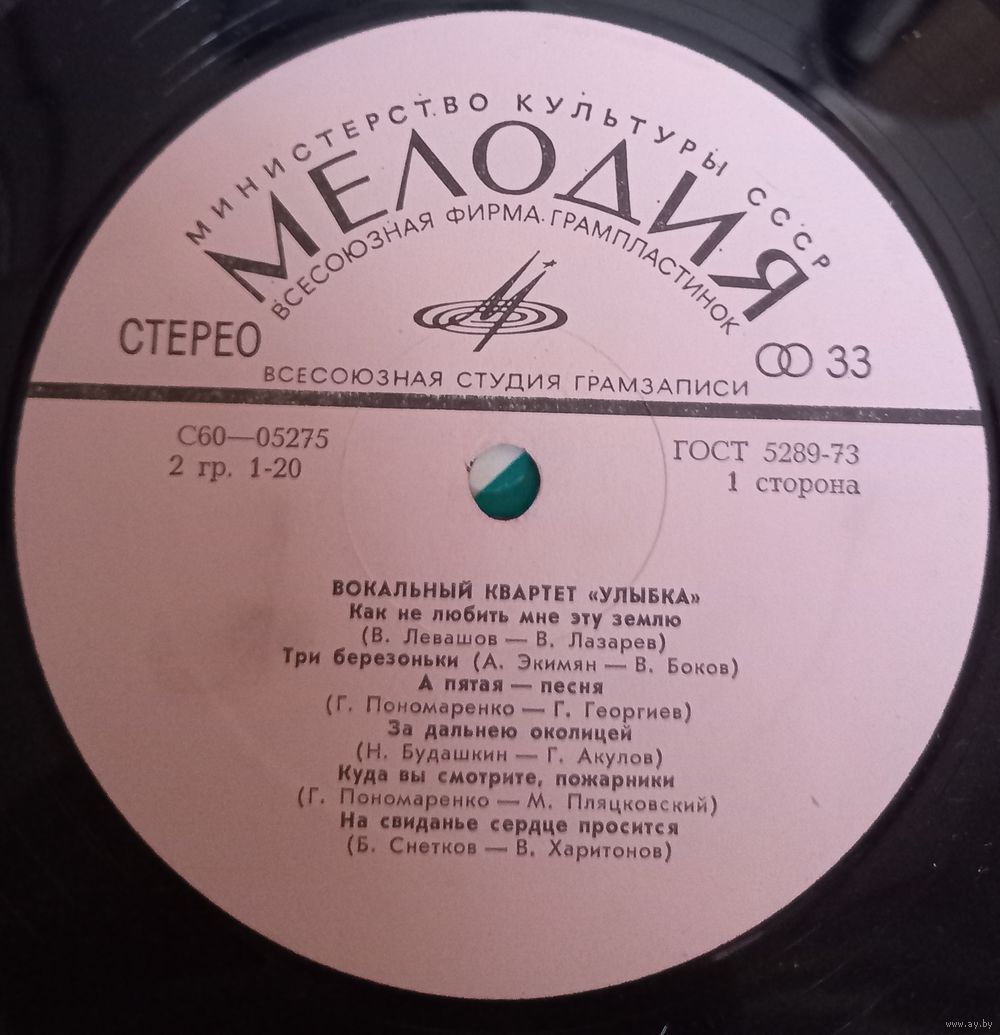 МИНИСТЕРСТВО КУЛЬТУРЫ СССР
МЕЛОДИЯ
ВСЕСОЮЗНАЯ ФИРМА ГРАМПЛАСТИНОК
СТЕРЕО
33
ВСЕСОЮЗНАЯ СТУДИЯ ГРАМЗАПИСИ
С60—05275
2 гр. 1-20
ГОСТ 5289-73
1 сторона
ВОКАЛЬНЫЙ КВАРТЕТ «УЛЫБКА»
Как не любить мне эту землю
(В. Левашов — В. Лазарев)
Три березоньки (А. Экимян — В. Боков)
А пятая — песня
(Г. Пономаренко — Г. Георгиев)
За дальнею околицей
(Н. Будашкин — Г. Акулов)
Куда вы смотрите, пожарники
(Г. Пономаренко — М. Пляцковский)
На свиданье сердце просится
(Б. Снетков — В. Харитонов)
www.ay.by